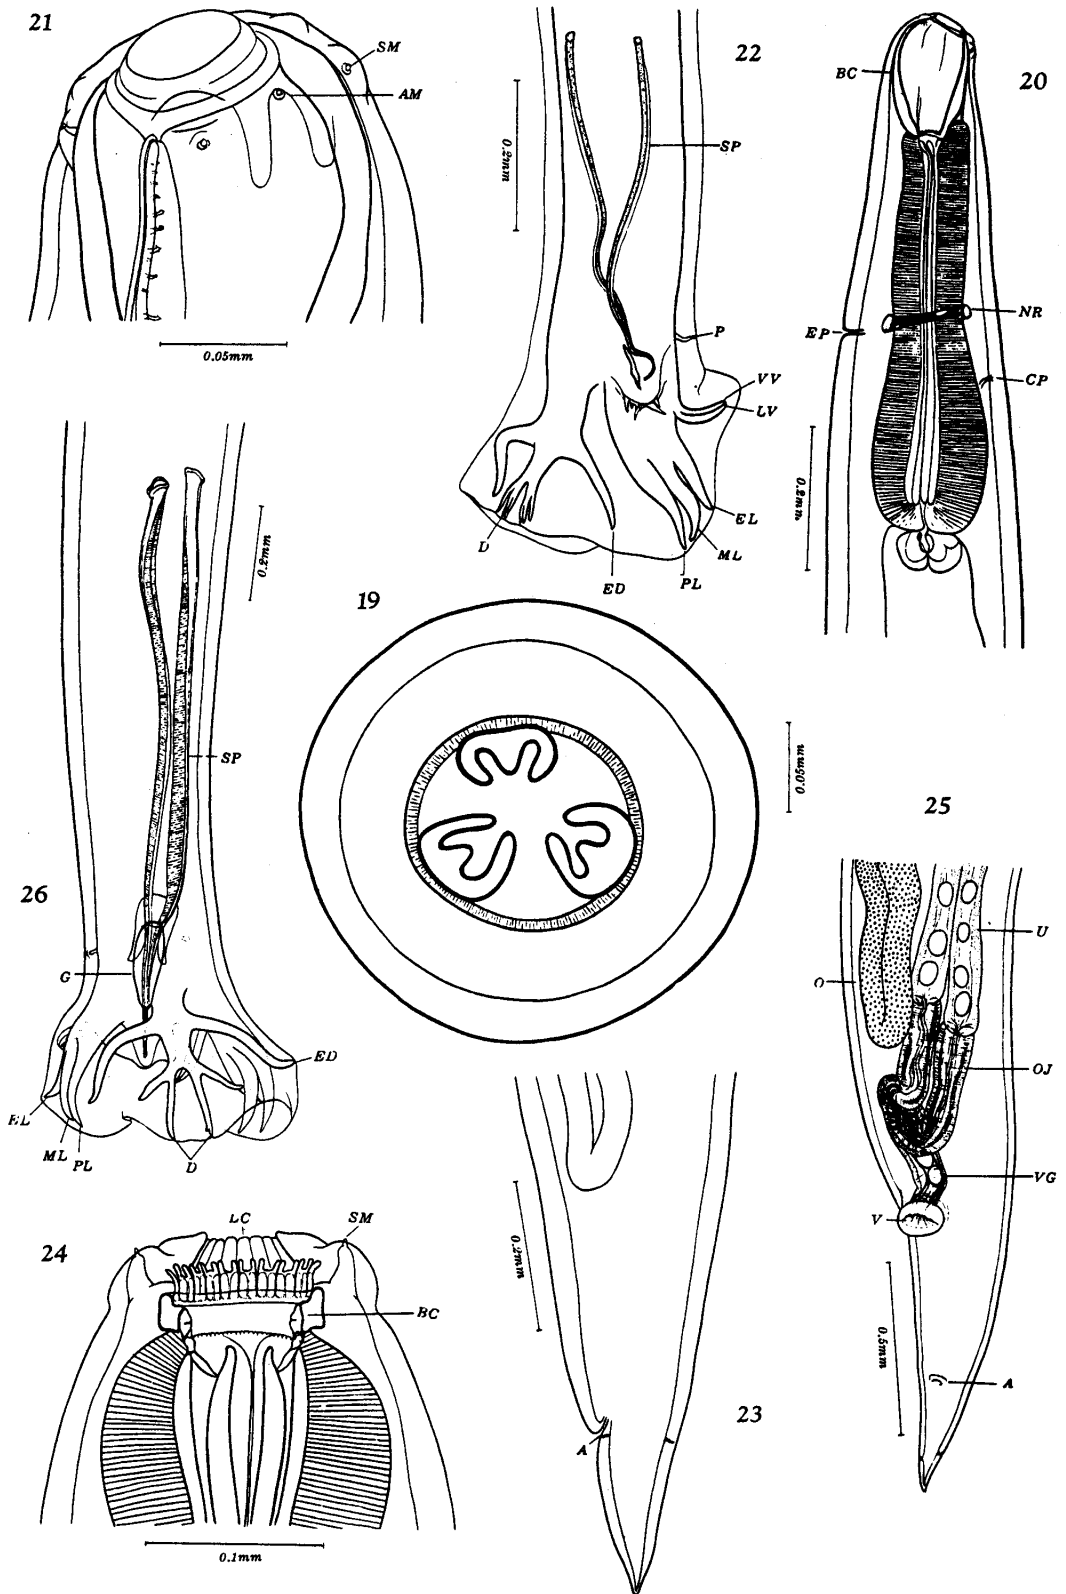 21
SM
AM
0.05mm
22
0.2mm
SP
P
VV
LV
D
ED
PL
ML
EL
20
BC
EP
NR
CP
0.2mm
26
0.2mm
SP
G
ED
EL
ML
PL
D
19
0.05mm
25
U
O
OJ
VG
V
A
0.5mm
24
LC
SM
BC
0.1mm
23
0.2mm
A